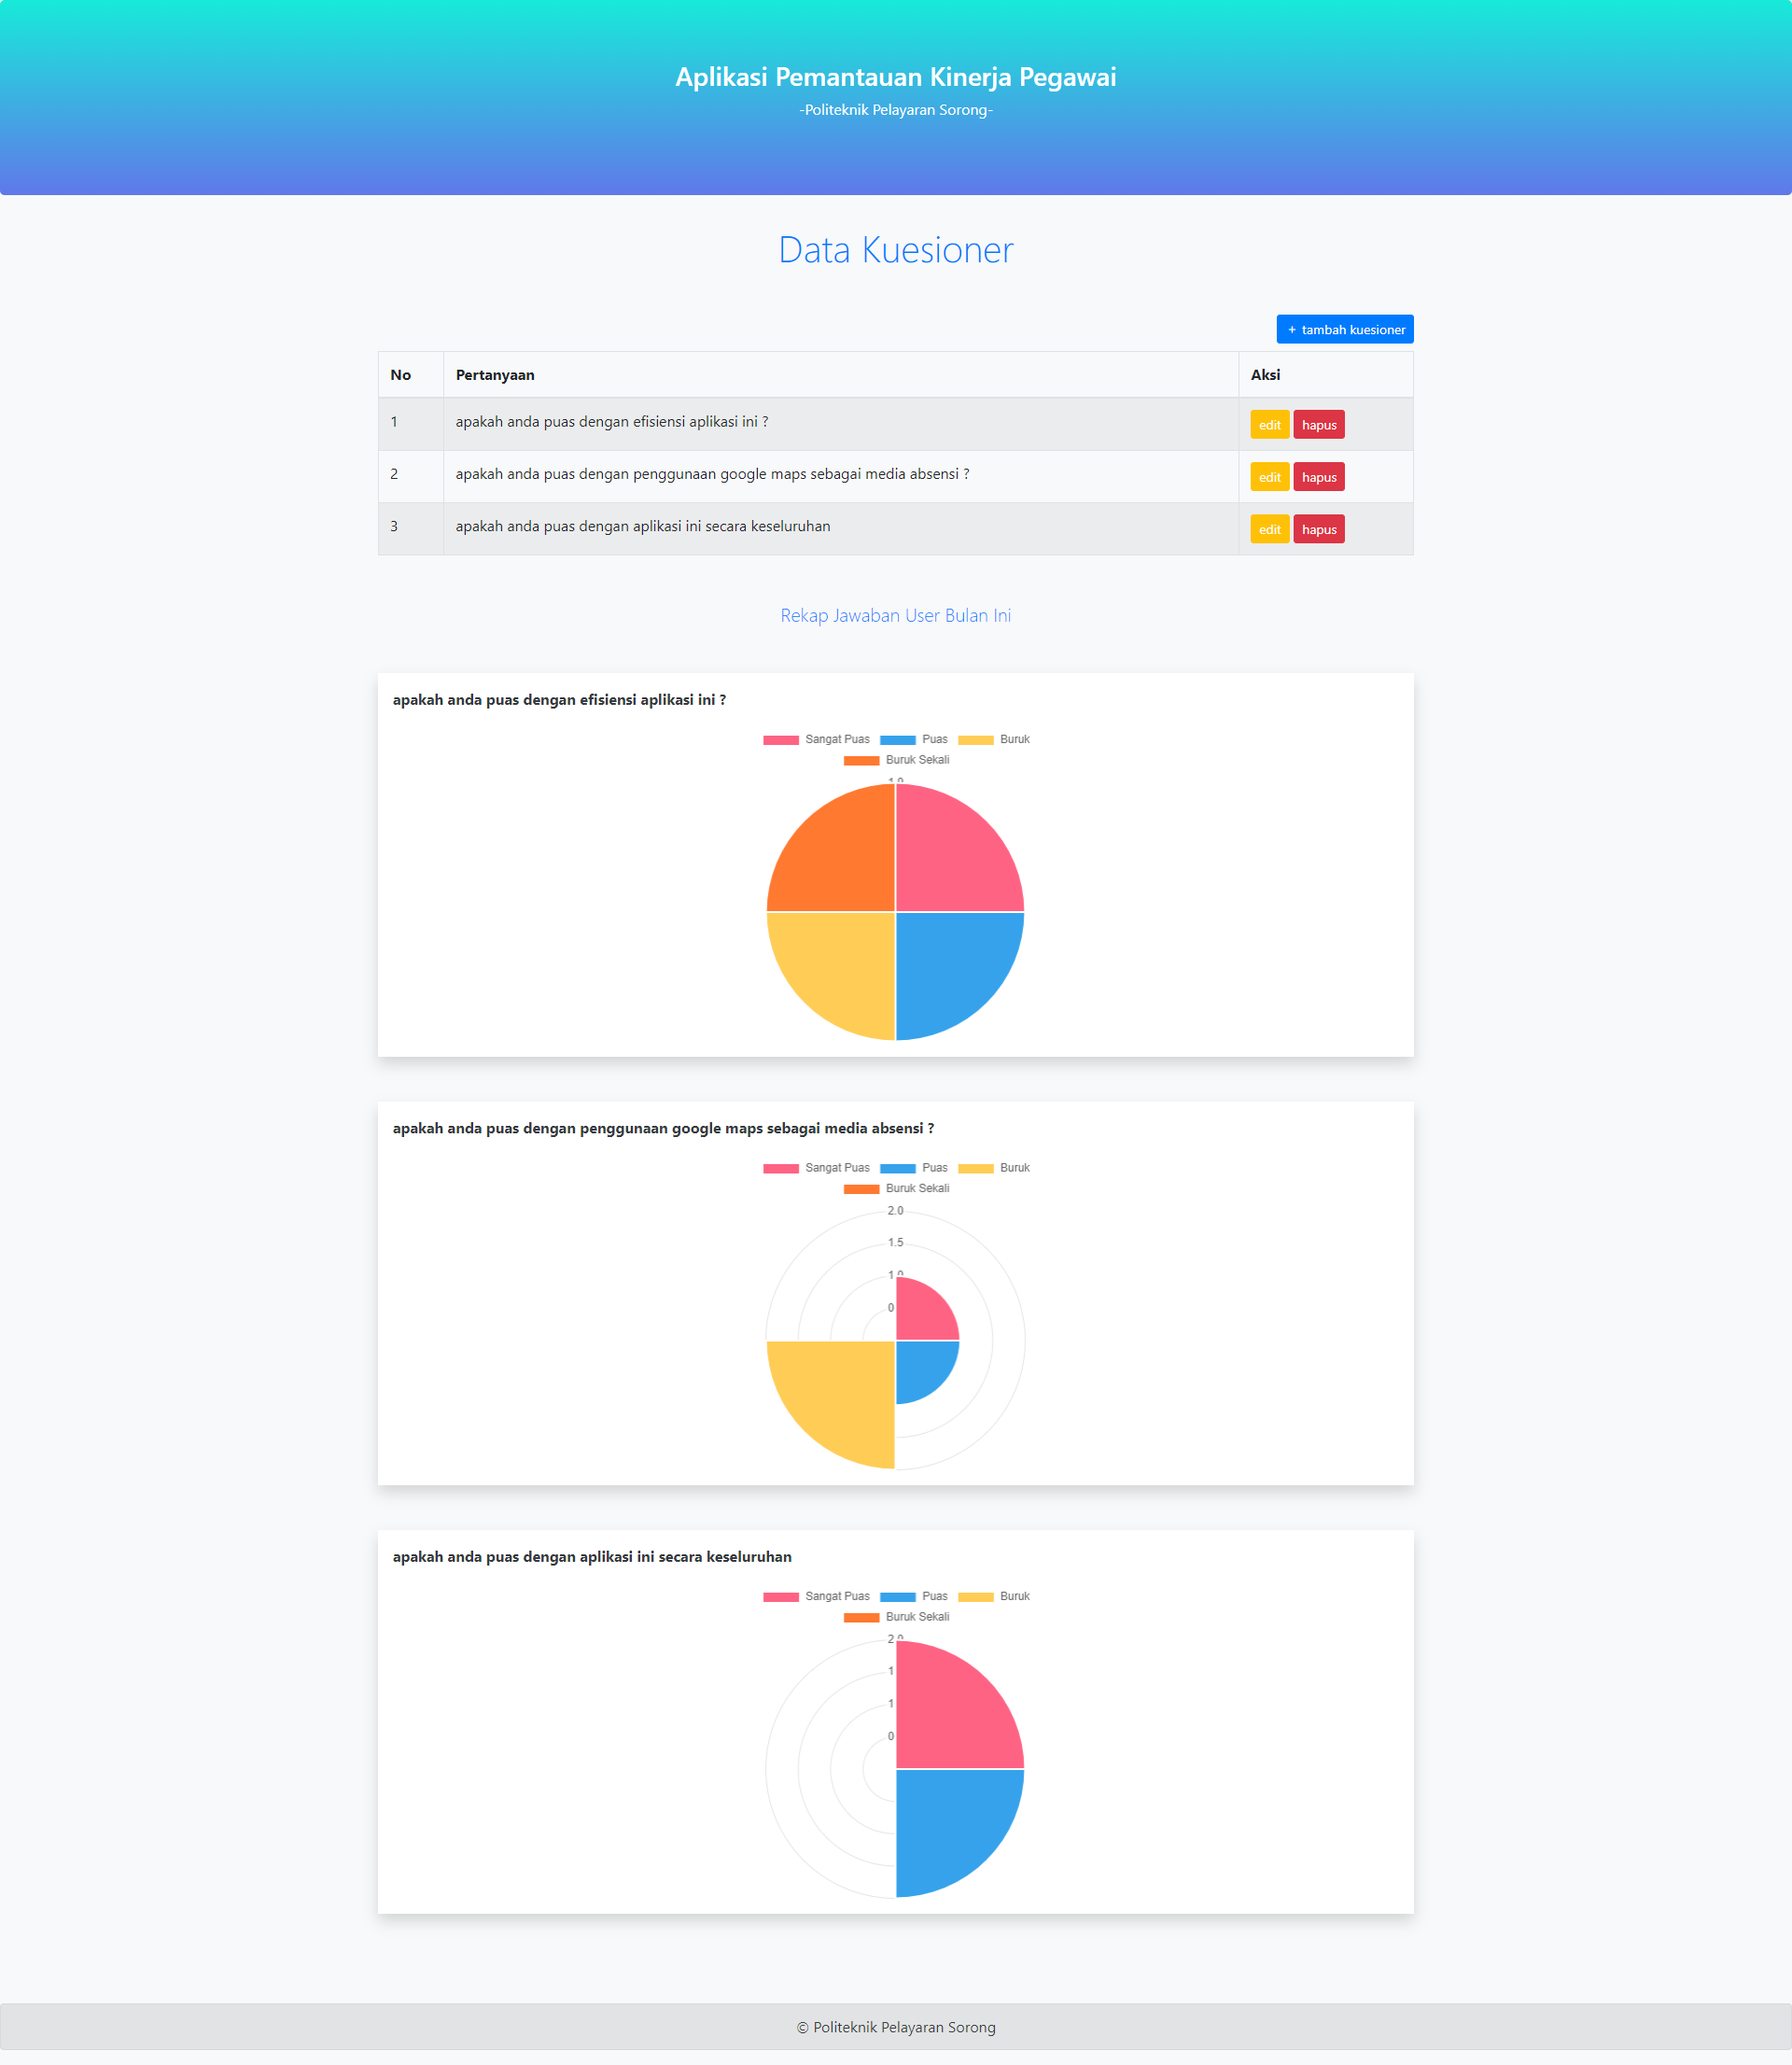 Aplikasi Pemantauan Kinerja Pegawai
-Politeknik Pelayaran Sorong-
Data Kuesioner
+ tambah kuesioner
No Pertanyaan Aksi
1 apakah anda puas dengan efisiensi aplikasi ini ? edit hapus
2 apakah anda puas dengan penggunaan google maps sebagai media absensi ? edit hapus
3 apakah anda puas dengan aplikasi ini secara keseluruhan edit hapus
Rekap Jawaban User Bulan Ini
apakah anda puas dengan efisiensi aplikasi ini ?
Sangat Puas Puas Buruk
Buruk Sekali
1.0
apakah anda puas dengan penggunaan google maps sebagai media absensi ?
Sangat Puas Puas Buruk
Buruk Sekali
2.0
1.5
1.0
0
apakah anda puas dengan aplikasi ini secara keseluruhan
Sangat Puas Puas Buruk
Buruk Sekali
2.0
1
1
0
© Politeknik Pelayaran Sorong